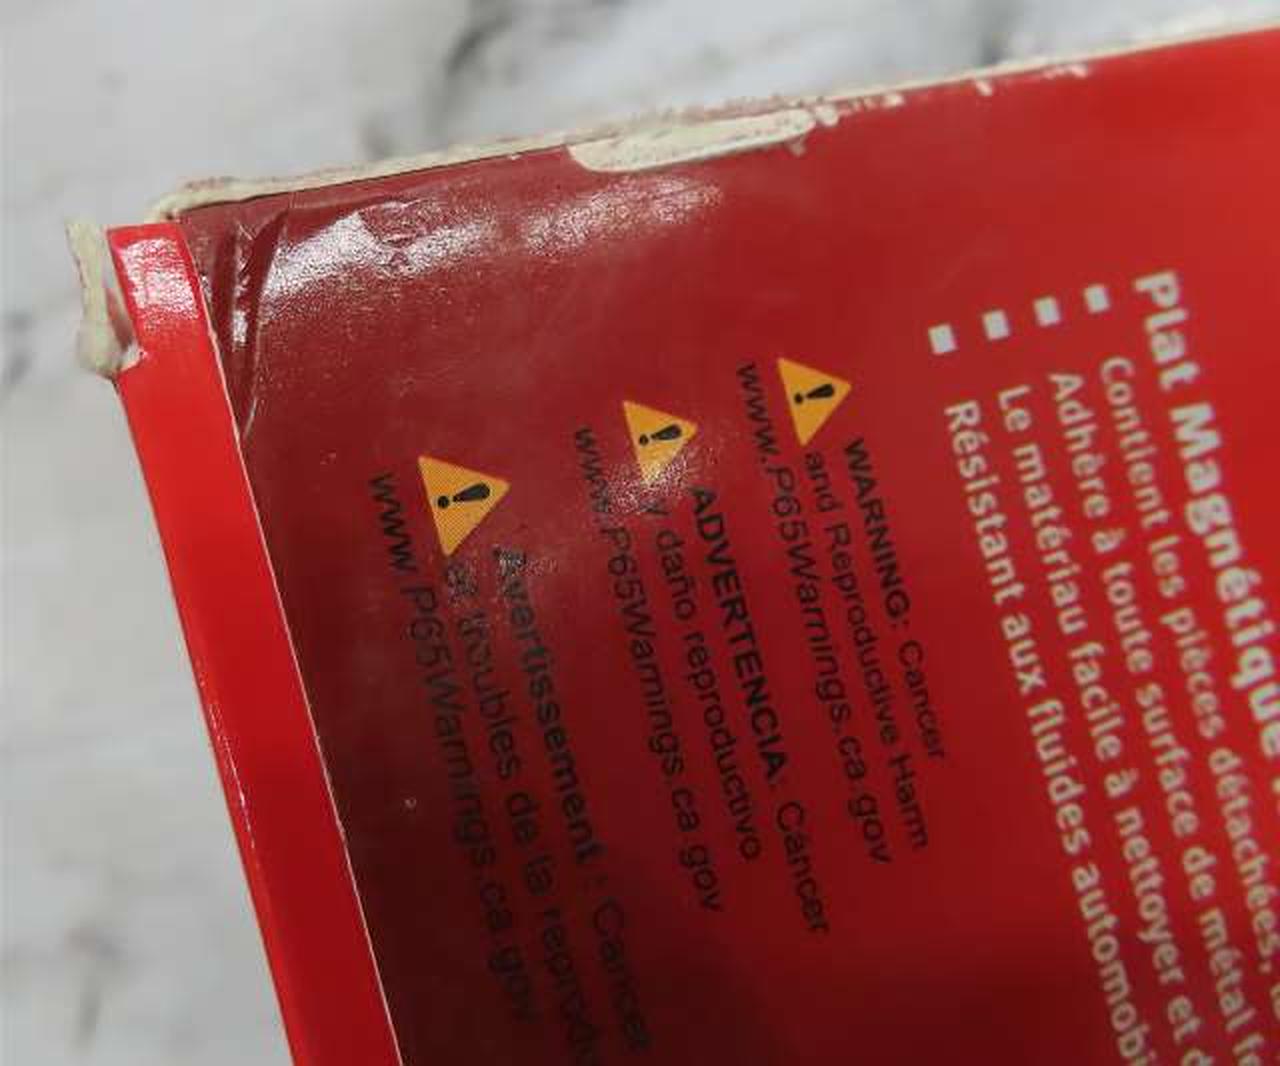 Plat Magnétique
Contient les pièces détachées,
Adhère à toute surface de métal
Le matériau facile à nettoyer et
Résistant aux fluides
WARNING: Cancer
and Reproductive Harm
www.P65Warnings.ca.gov
ADVERTENCIA: Cáncer
y daño reproductivo
www.P65Warnings.ca.gov
Avertissement : Cancer
et troubles de la
www.P65Warnings.ca.gov